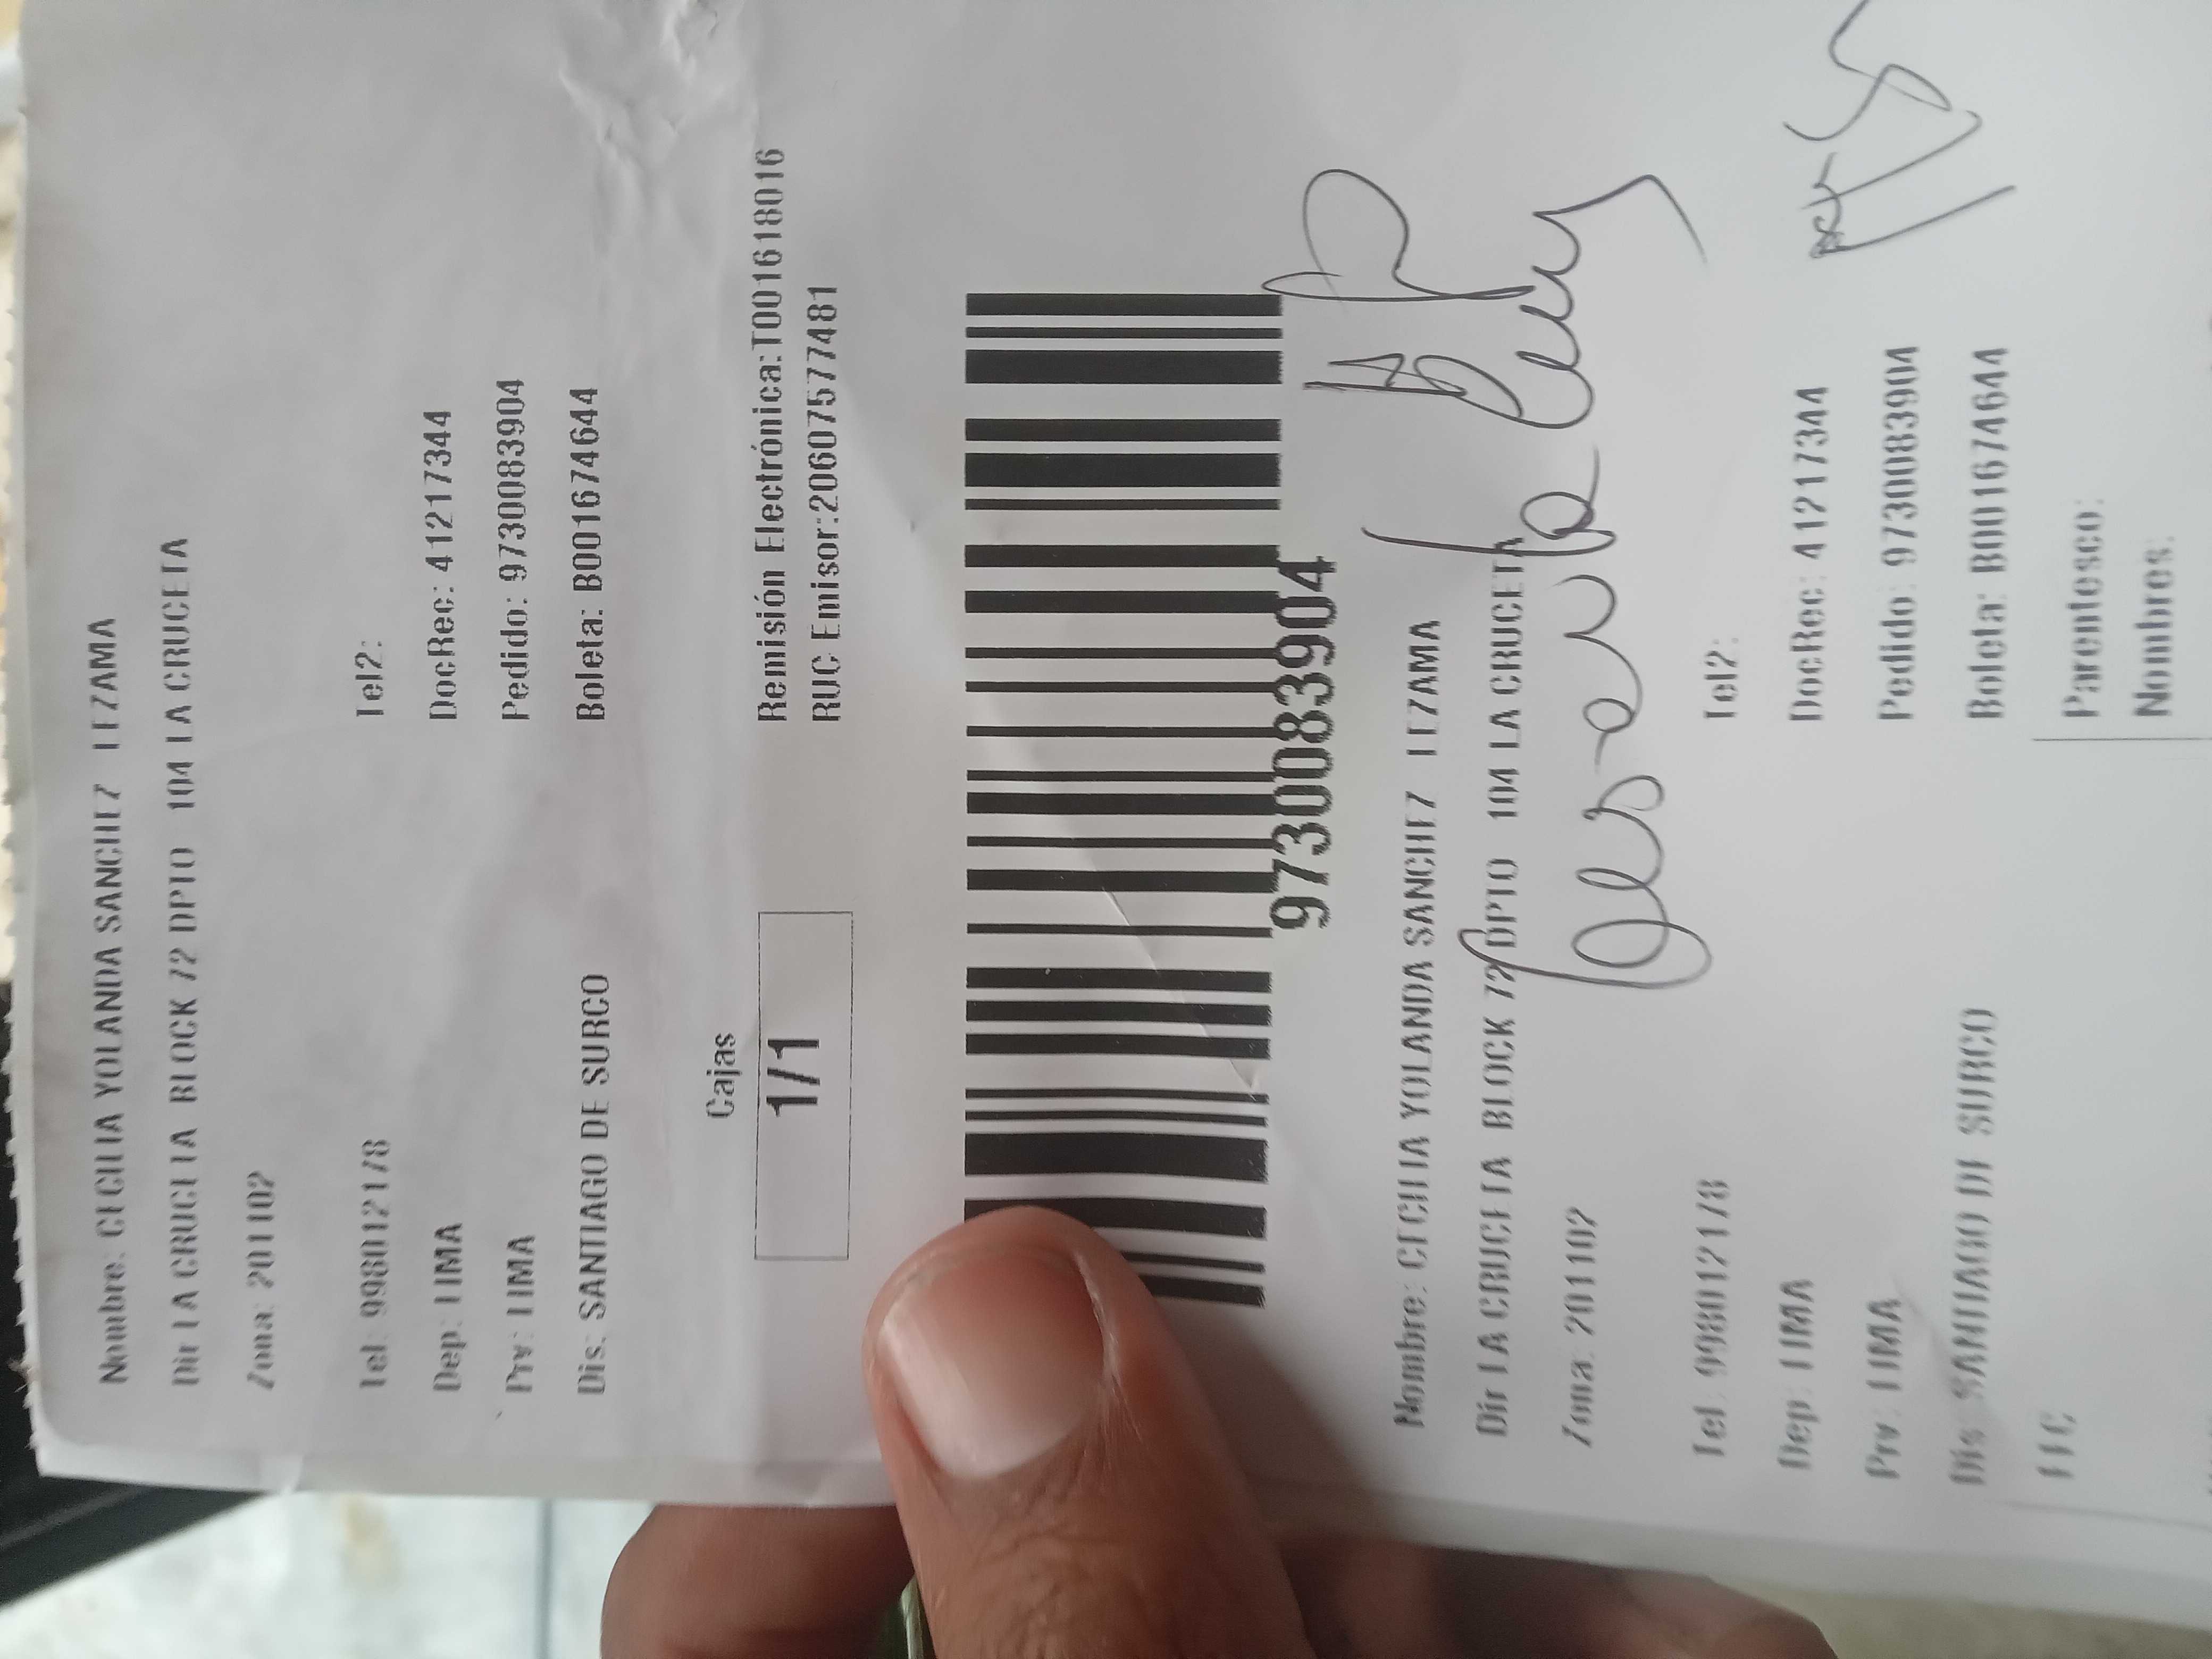 Nombre: CECILIA YOLANDA SANCHEZ LEZAMA
Dir LA CRUCETA BLOCK 72 DPTO 104 LA CRUCETA
Zona: 201102
Tel: 998012178 Tel2:
Dep: LIMA DocRec: 41217344
Prv: LIMA Pedido: 9730083904
Dis: SANTIAGO DE SURCO Boleta: B001674644
Cajas
1/1
Remisión Electrónica:T001618016
RUC Emisor:20607577481
9730083904
Nombre: CECILIA YOLANDA SANCHEZ LEZAMA
Dir LA CRUCETA BLOCK 72 DPTO 104 LA CRUCETA
Zona: 201102
Tel: 998012178 Tel2:
Dep: LIMA DocRec: 41217344
Prv: LIMA Pedido: 9730083904
Dis: SANTIAGO DE SURCO Boleta: B001674644
Parentesco:
Nombres: